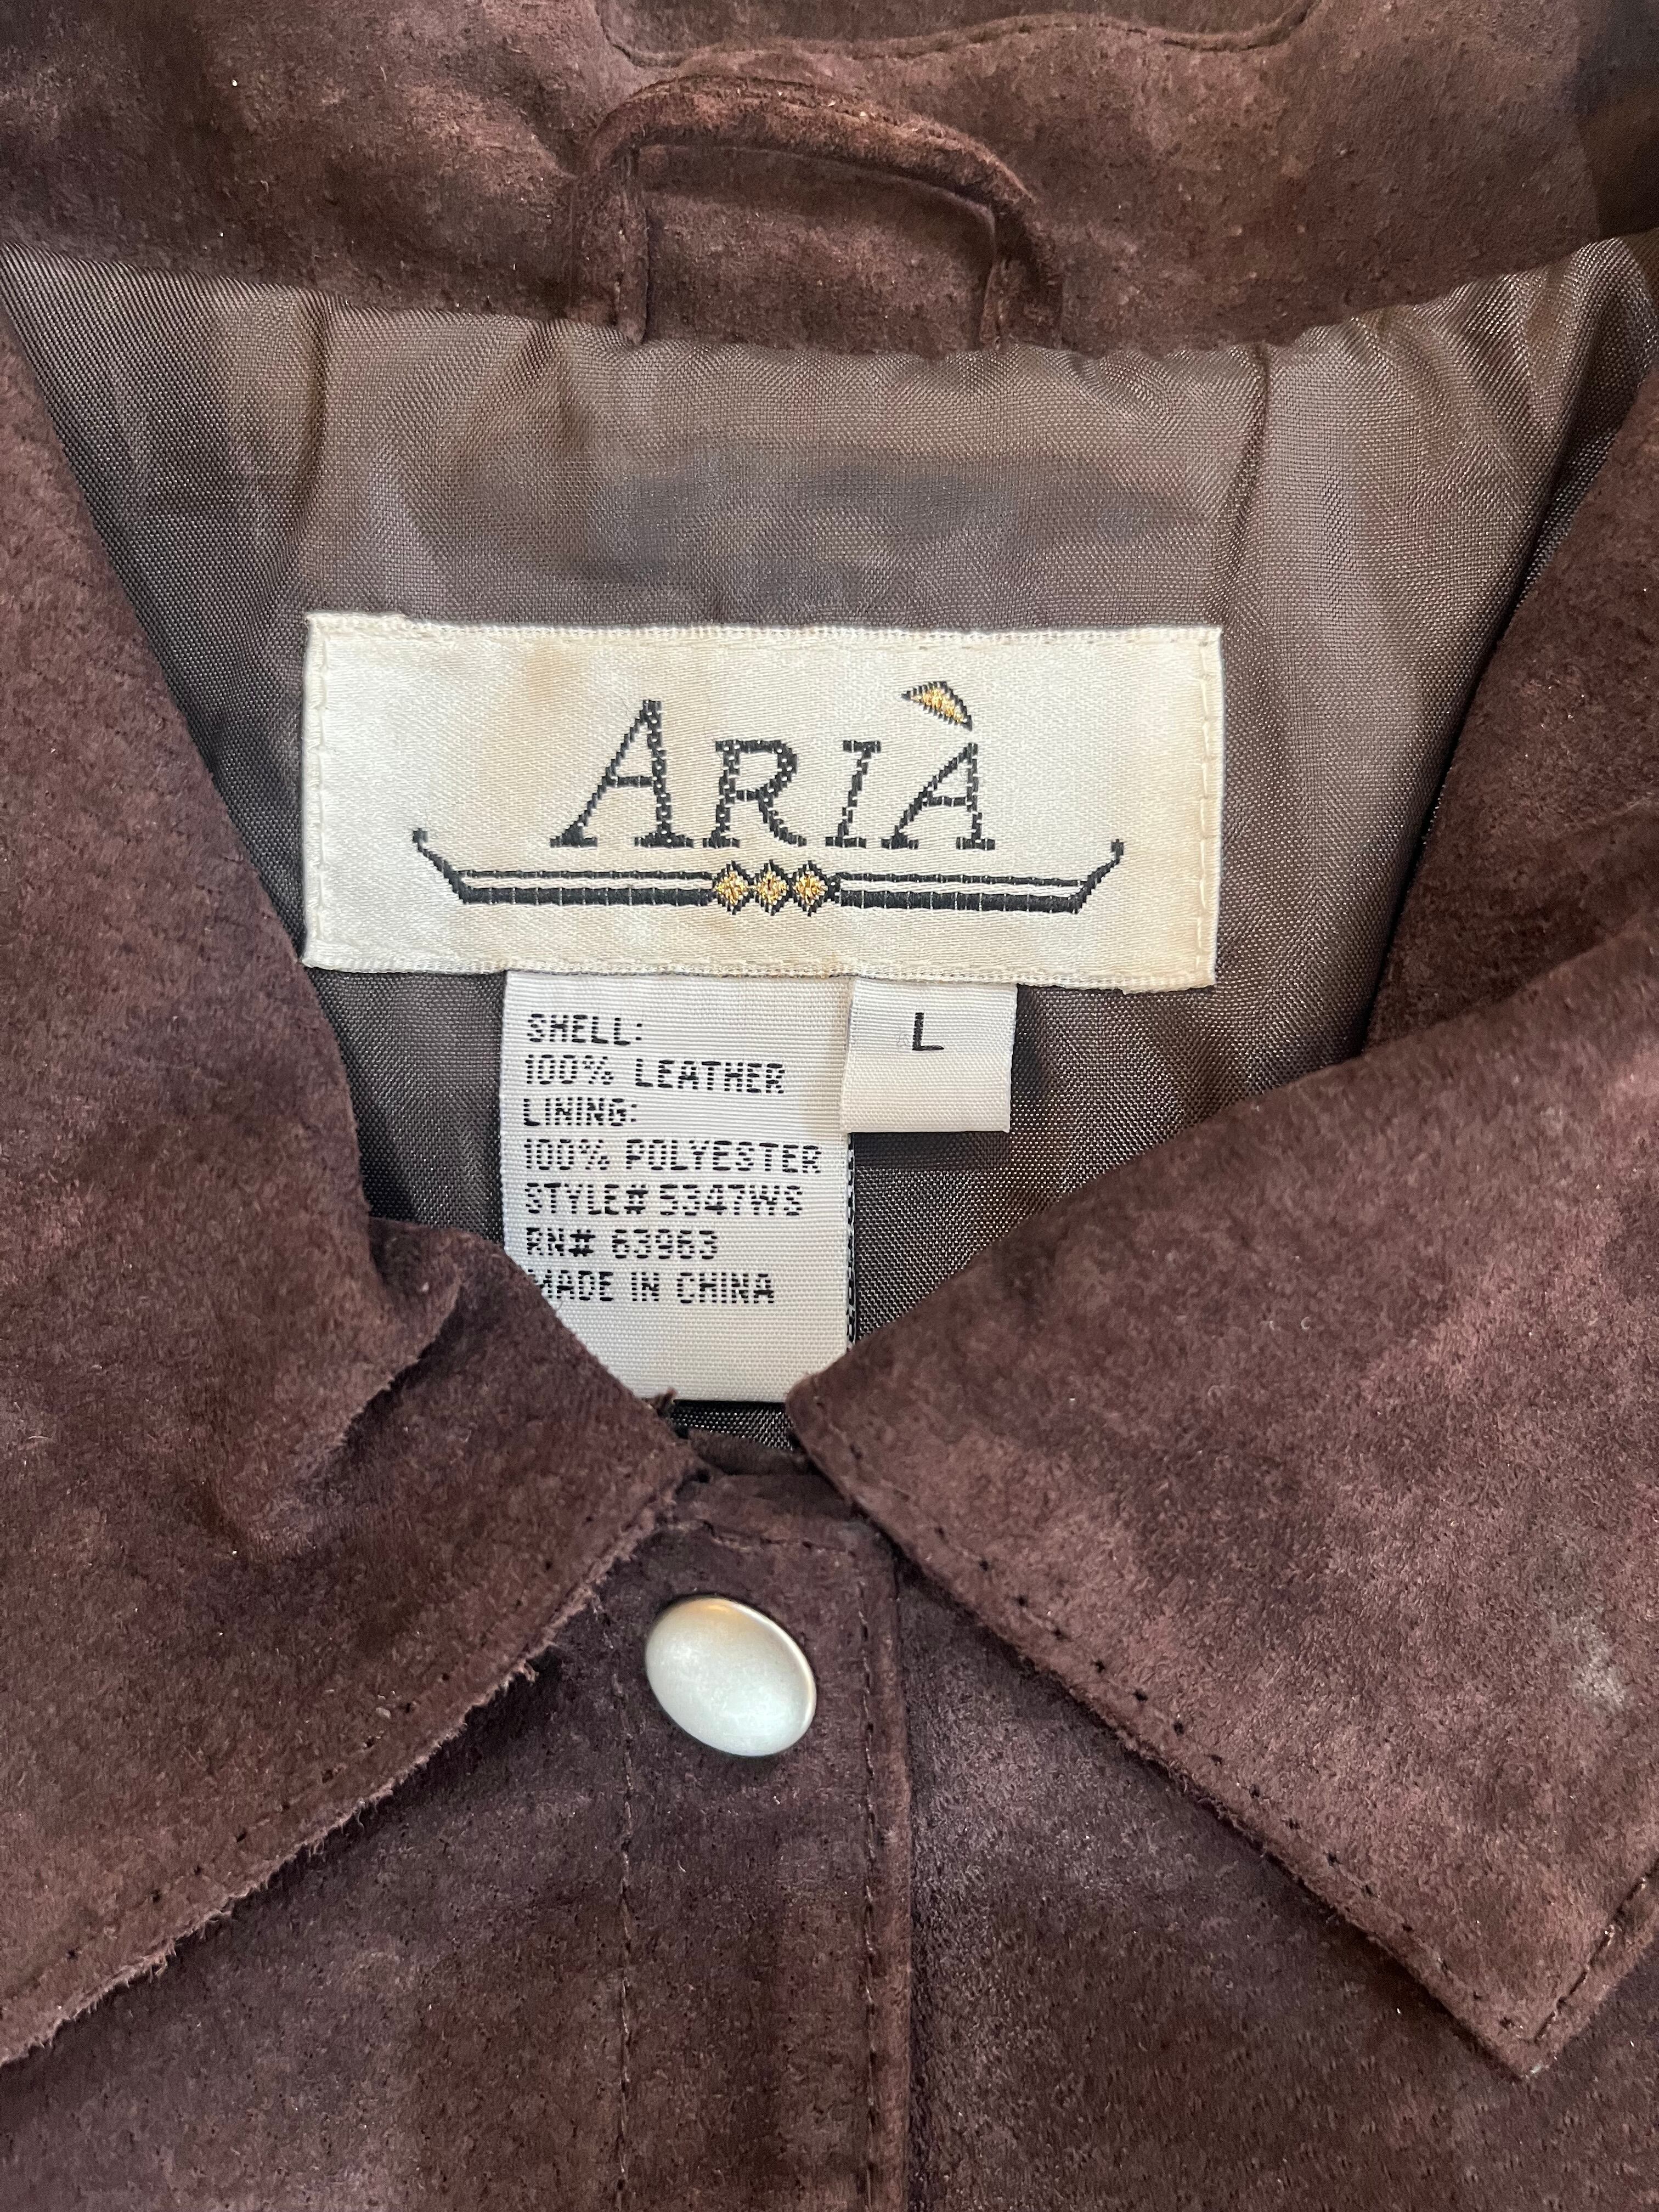 ARIÀ
L
SHELL:
100% LEATHER
LINING:
100% POLYESTER
STYLE# 5347WS
RN# 63963
MADE IN CHINA